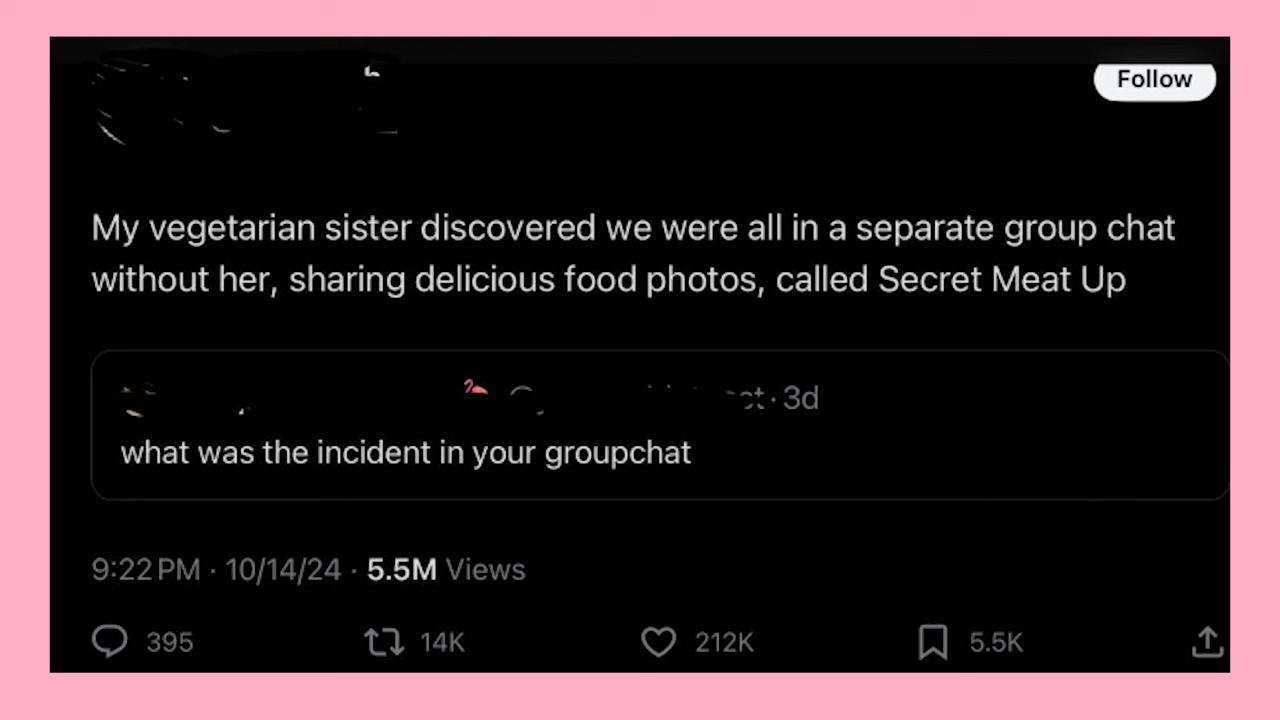 Follow
My vegetarian sister discovered we were all in a separate group chat
without her, sharing delicious food photos, called Secret Meat Up
· 3d
what was the incident in your groupchat
9:22 PM · 10/14/24 · 5.5M Views
395 14K 212K 5.5K